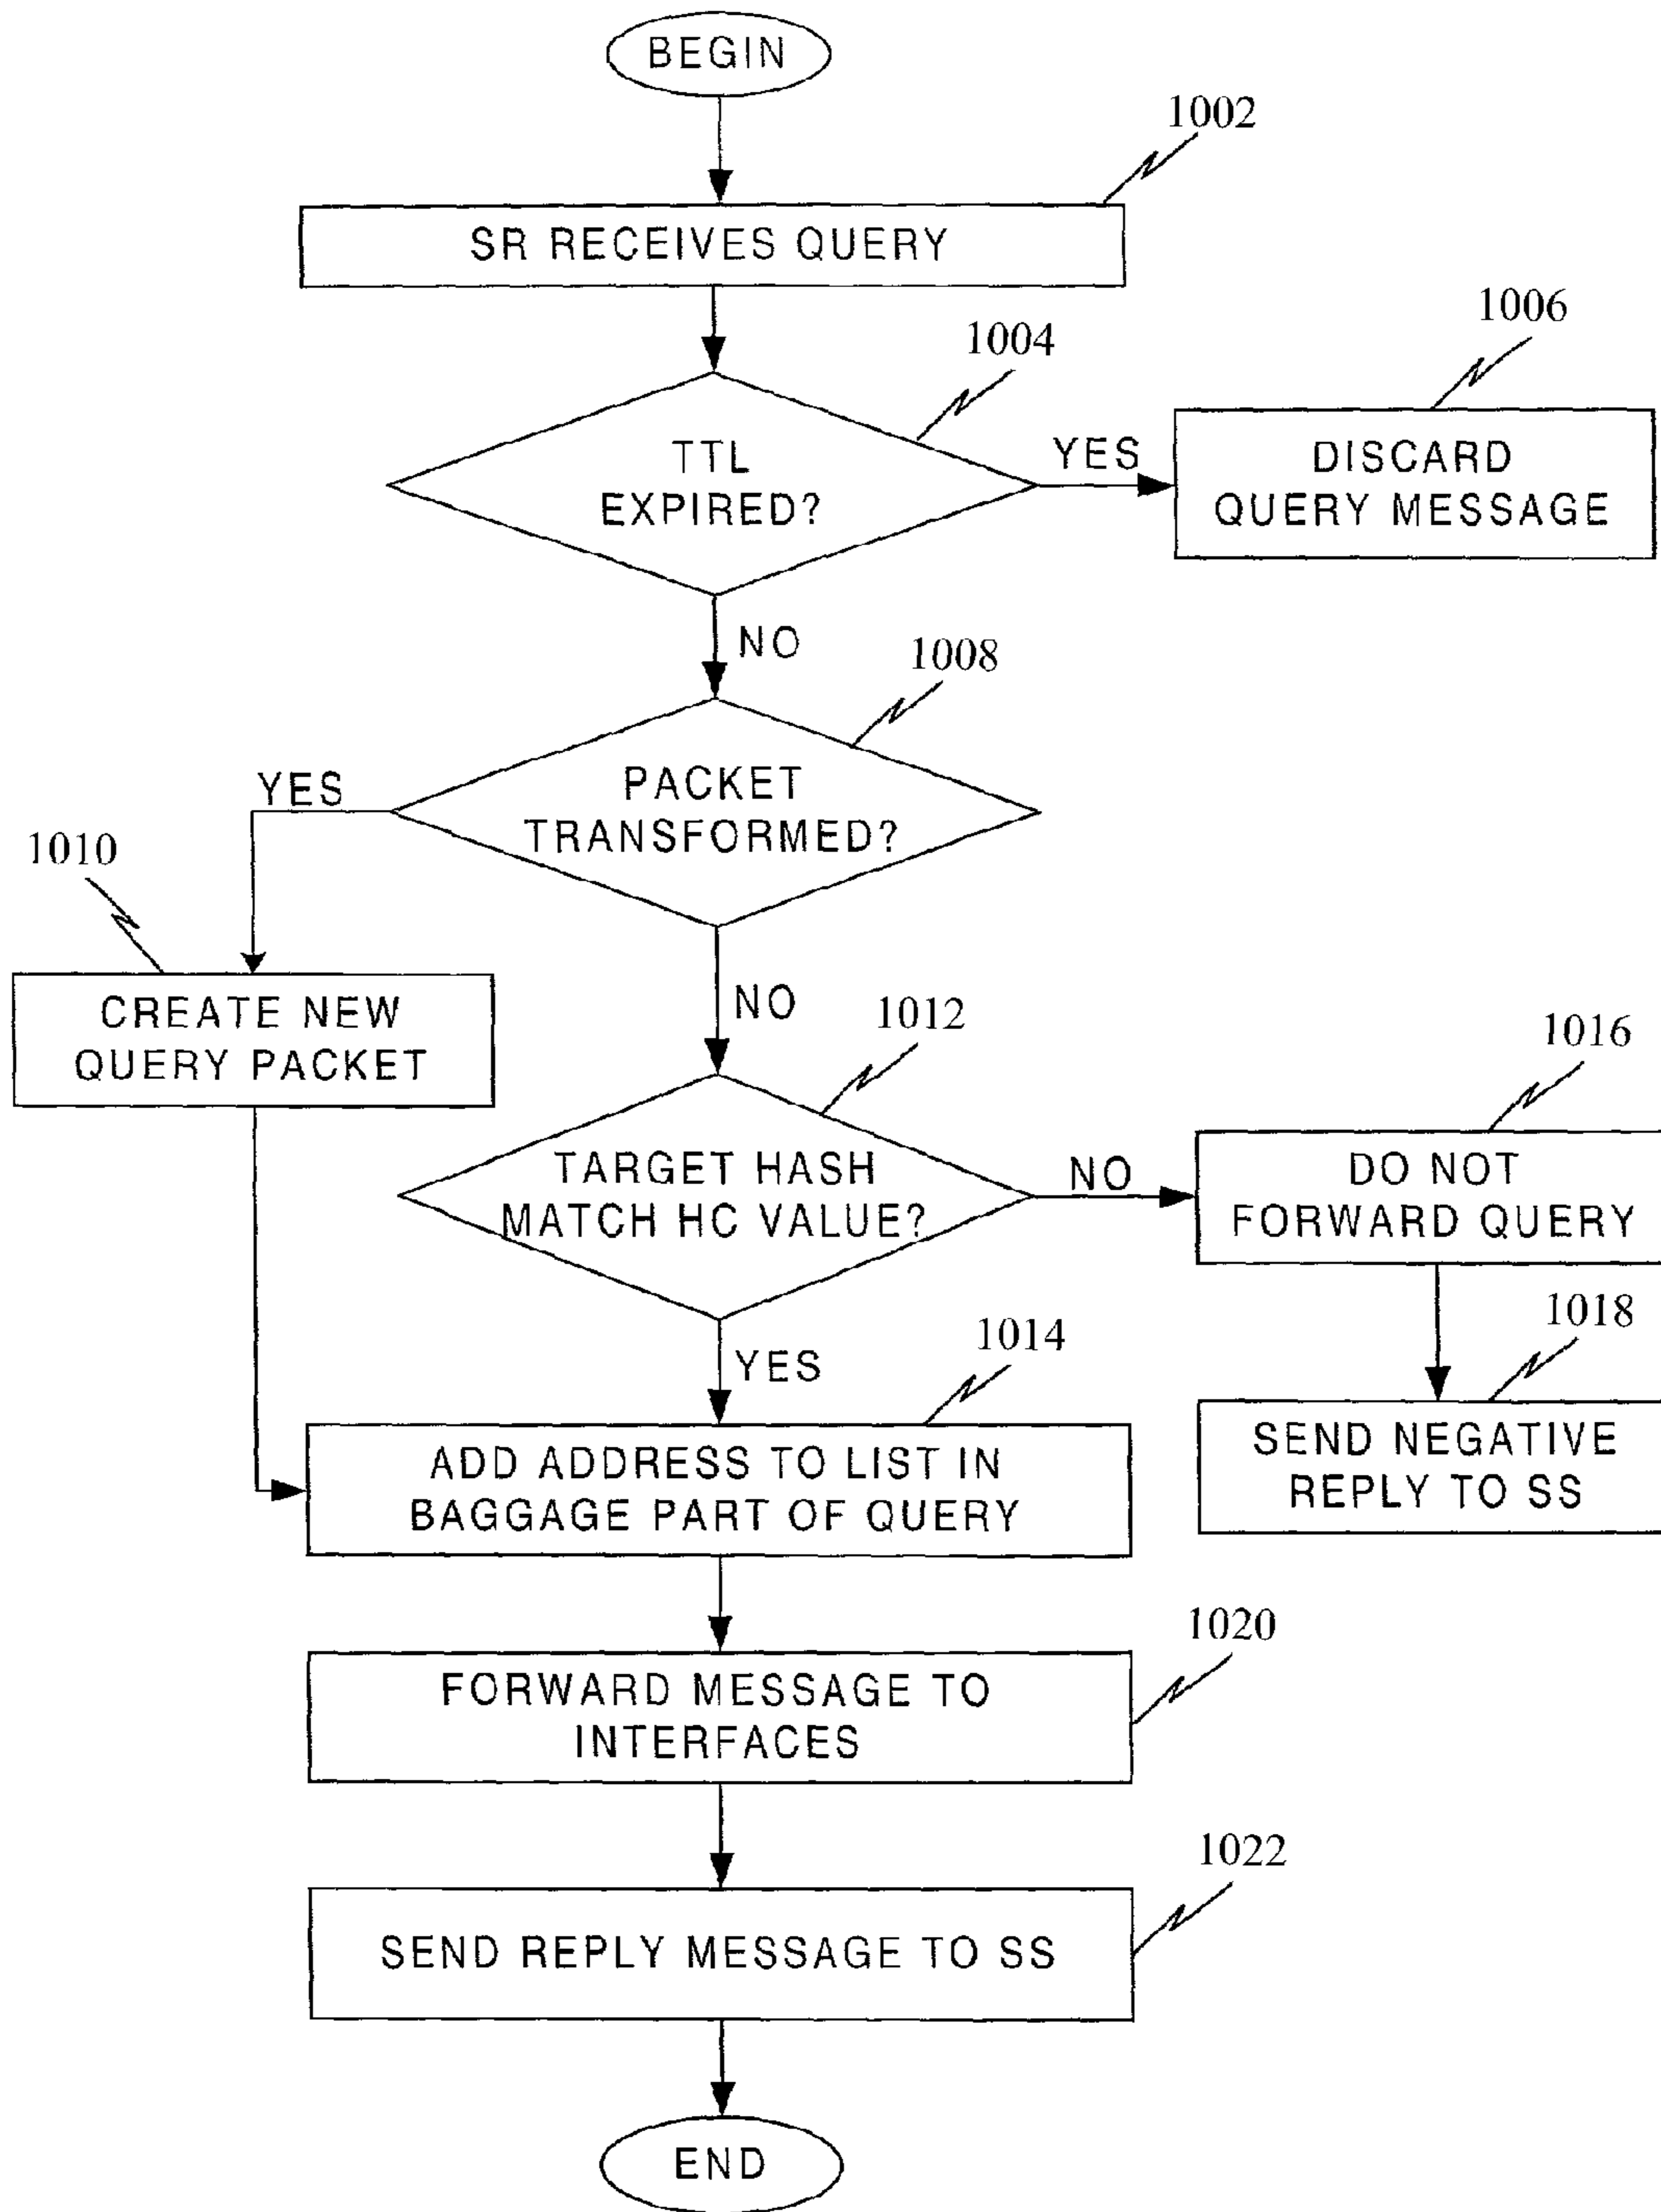 BEGIN
1002
SR RECEIVES QUERY
1004
1006
TTL
EXPIRED?
YES
DISCARD
QUERY MESSAGE
NO
1008
PACKET
TRANSFORMED?
YES
1010
CREATE NEW
QUERY PACKET
NO
1012
TARGET HASH
MATCH HC VALUE?
NO
1016
DO NOT
FORWARD QUERY
YES
1014
1018
SEND NEGATIVE
REPLY TO SS
ADD ADDRESS TO LIST IN
BAGGAGE PART OF QUERY
1020
FORWARD MESSAGE TO
INTERFACES
1022
SEND REPLY MESSAGE TO SS
END